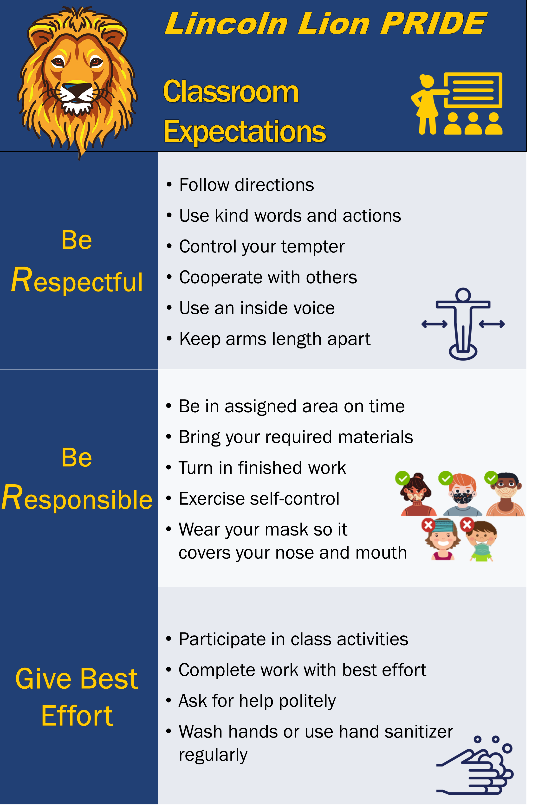 Lincoln Lion PRIDE
Classroom
Expectations
Be
Respectful
• Follow directions
• Use kind words and actions
• Control your tempter
• Cooperate with others
• Use an inside voice
• Keep arms length apart
Be
Responsible
• Be in assigned area on time
• Bring your required materials
• Turn in finished work
• Exercise self-control
• Wear your mask so it
covers your nose and mouth
Give Best
Effort
• Participate in class activities
• Complete work with best effort
• Ask for help politely
• Wash hands or use hand sanitizer
regularly